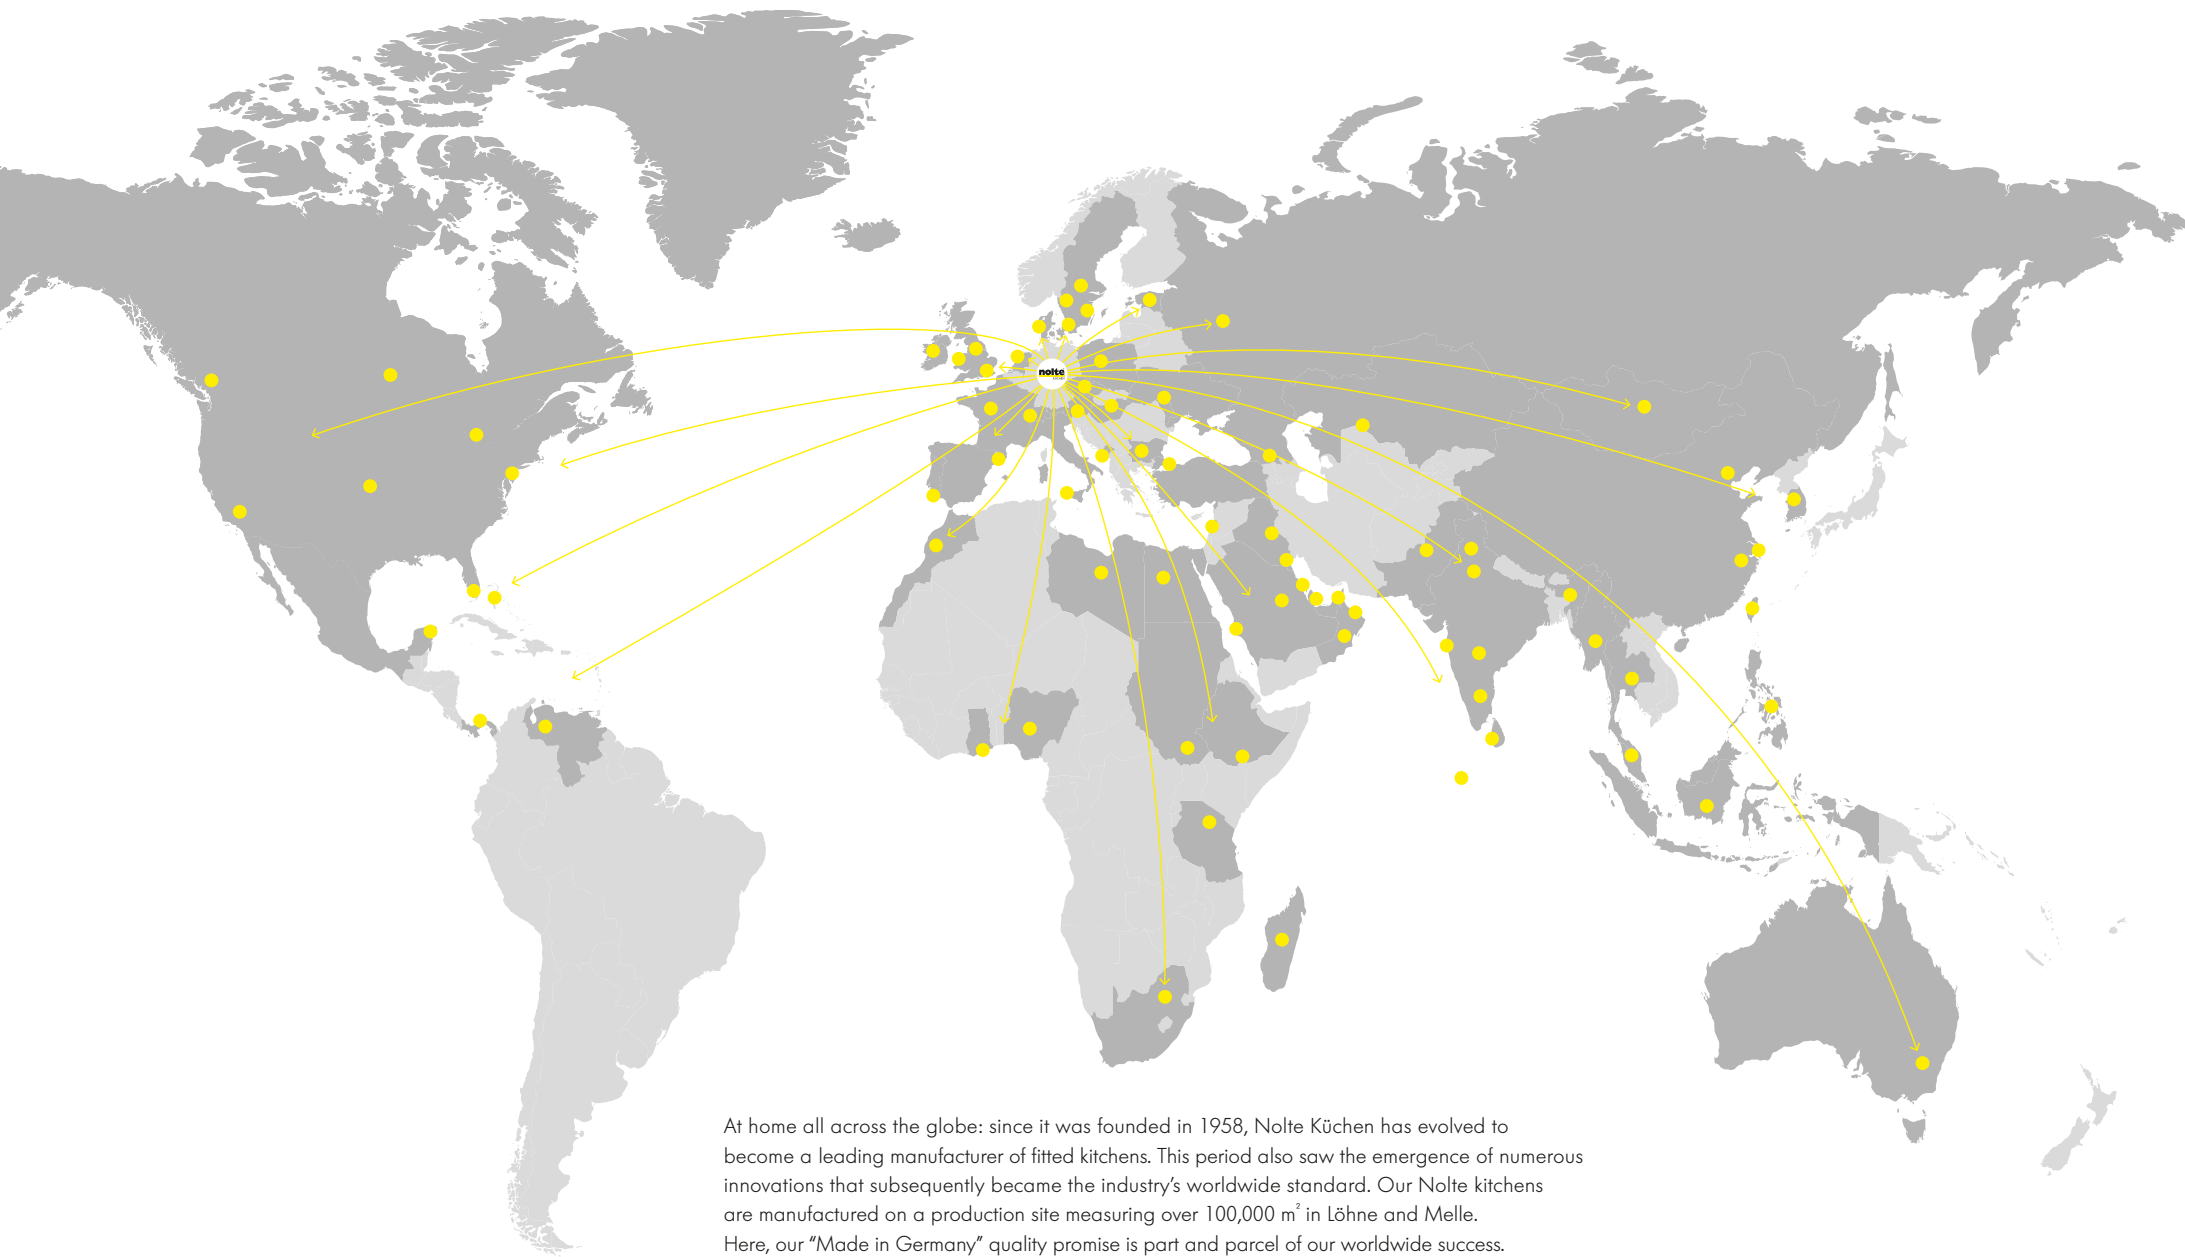 nolte
At home all across the globe: since it was founded in 1958, Nolte Küchen has evolved to
become a leading manufacturer of fitted kitchens. This period also saw the emergence of numerous
innovations that subsequently became the industry’s worldwide standard. Our Nolte kitchens
are manufactured on a production site measuring over 100,000 m² in Löhne and Melle.
Here, our “Made in Germany” quality promise is part and parcel of our worldwide success.